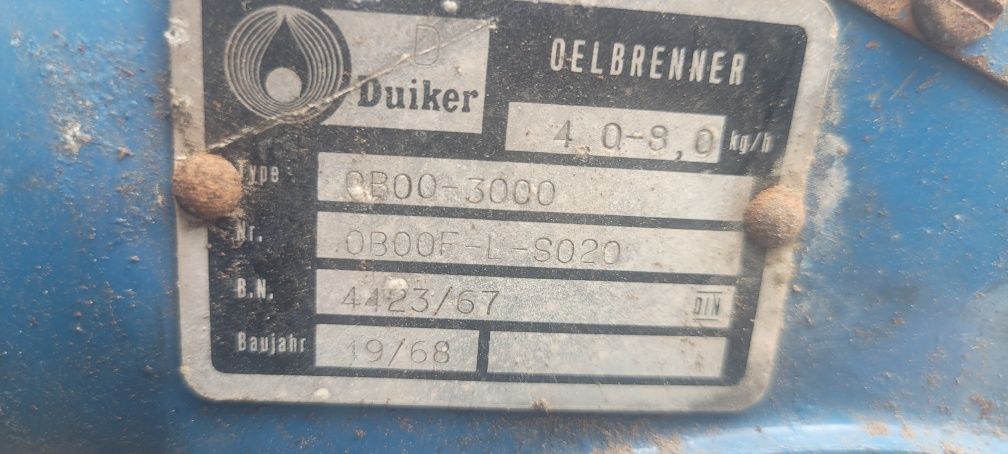 D
Duiker
OELBRENNER
4,0-8,0 kg/h
Type OB00-3000
Nr. OB00F-L-S020
B.N. 4423/67 DIN
Baujahr 19/68